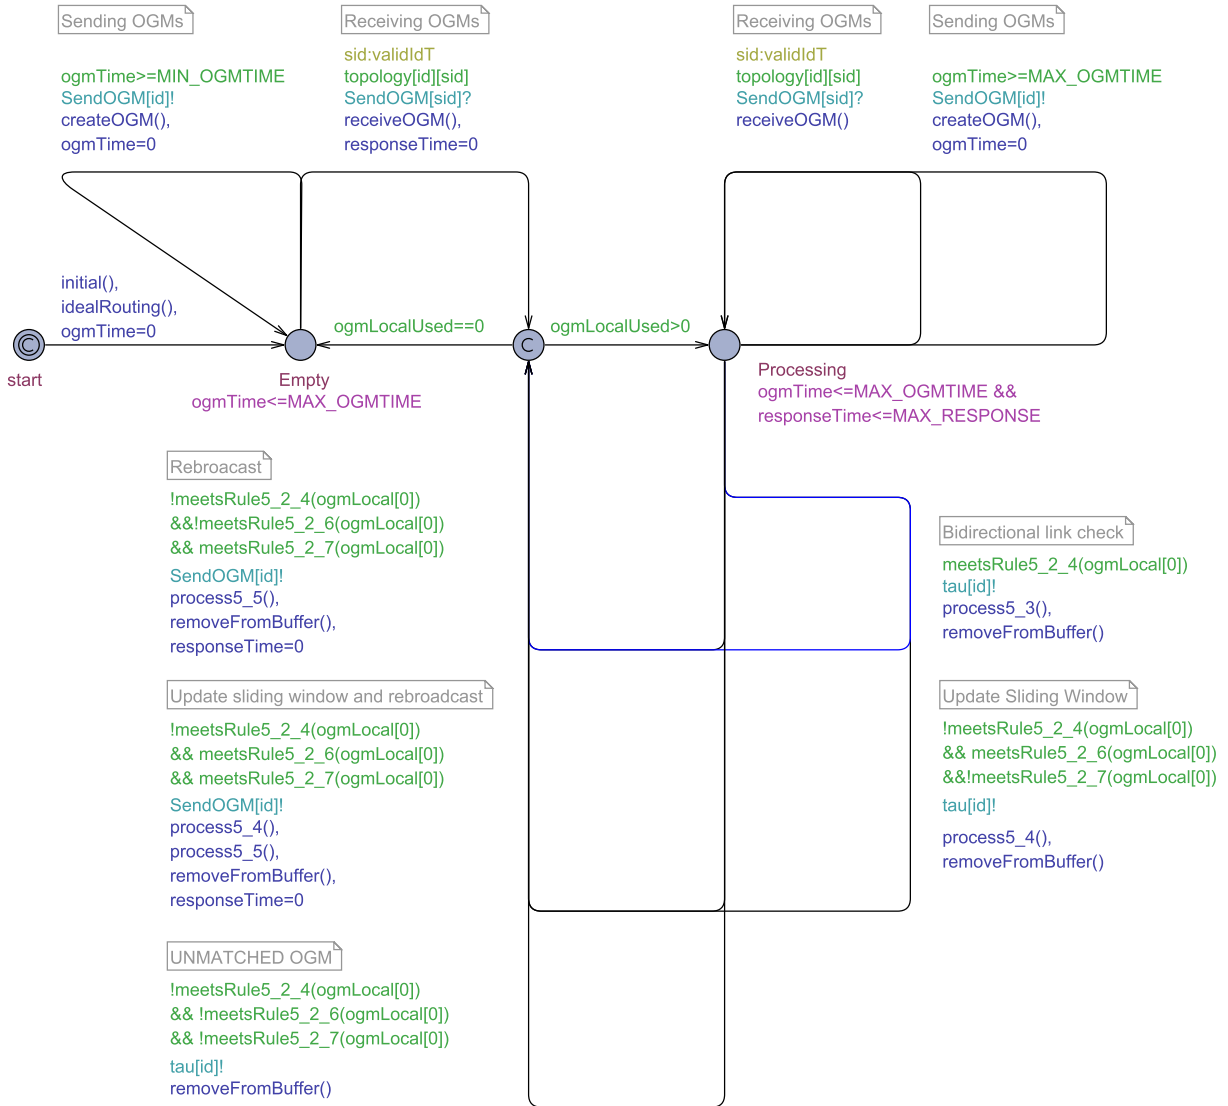 Sending OGMs
ogmTime>=MIN_OGMTIME
SendOGM[id]!
createOGM(),
ogmTime=0
Receiving OGMs
sid:validIdT
topology[id][sid]
SendOGM[sid]?
receiveOGM(),
responseTime=0
Receiving OGMs
sid:validIdT
topology[id][sid]
SendOGM[sid]?
receiveOGM()
Sending OGMs
ogmTime>=MAX_OGMTIME
SendOGM[id]!
createOGM(),
ogmTime=0
initial(),
idealRouting(),
ogmTime=0
C
start
Empty
ogmTime<=MAX_OGMTIME
ogmLocalUsed==0
C
ogmLocalUsed>0
Processing
ogmTime<=MAX_OGMTIME &&
responseTime<=MAX_RESPONSE
Rebroacast
!meetsRule5_2_4(ogmLocal[0])
&&!meetsRule5_2_6(ogmLocal[0])
&& meetsRule5_2_7(ogmLocal[0])
SendOGM[id]!
process5_5(),
removeFromBuffer(),
responseTime=0
Bidirectional link check
meetsRule5_2_4(ogmLocal[0])
tau[id]!
process5_3(),
removeFromBuffer()
Update sliding window and rebroadcast
!meetsRule5_2_4(ogmLocal[0])
&& meetsRule5_2_6(ogmLocal[0])
&& meetsRule5_2_7(ogmLocal[0])
SendOGM[id]!
process5_4(),
process5_5(),
removeFromBuffer(),
responseTime=0
Update Sliding Window
!meetsRule5_2_4(ogmLocal[0])
&& meetsRule5_2_6(ogmLocal[0])
&&!meetsRule5_2_7(ogmLocal[0])
tau[id]!
process5_4(),
removeFromBuffer()
UNMATCHED OGM
!meetsRule5_2_4(ogmLocal[0])
&& !meetsRule5_2_6(ogmLocal[0])
&& !meetsRule5_2_7(ogmLocal[0])
tau[id]!
removeFromBuffer()